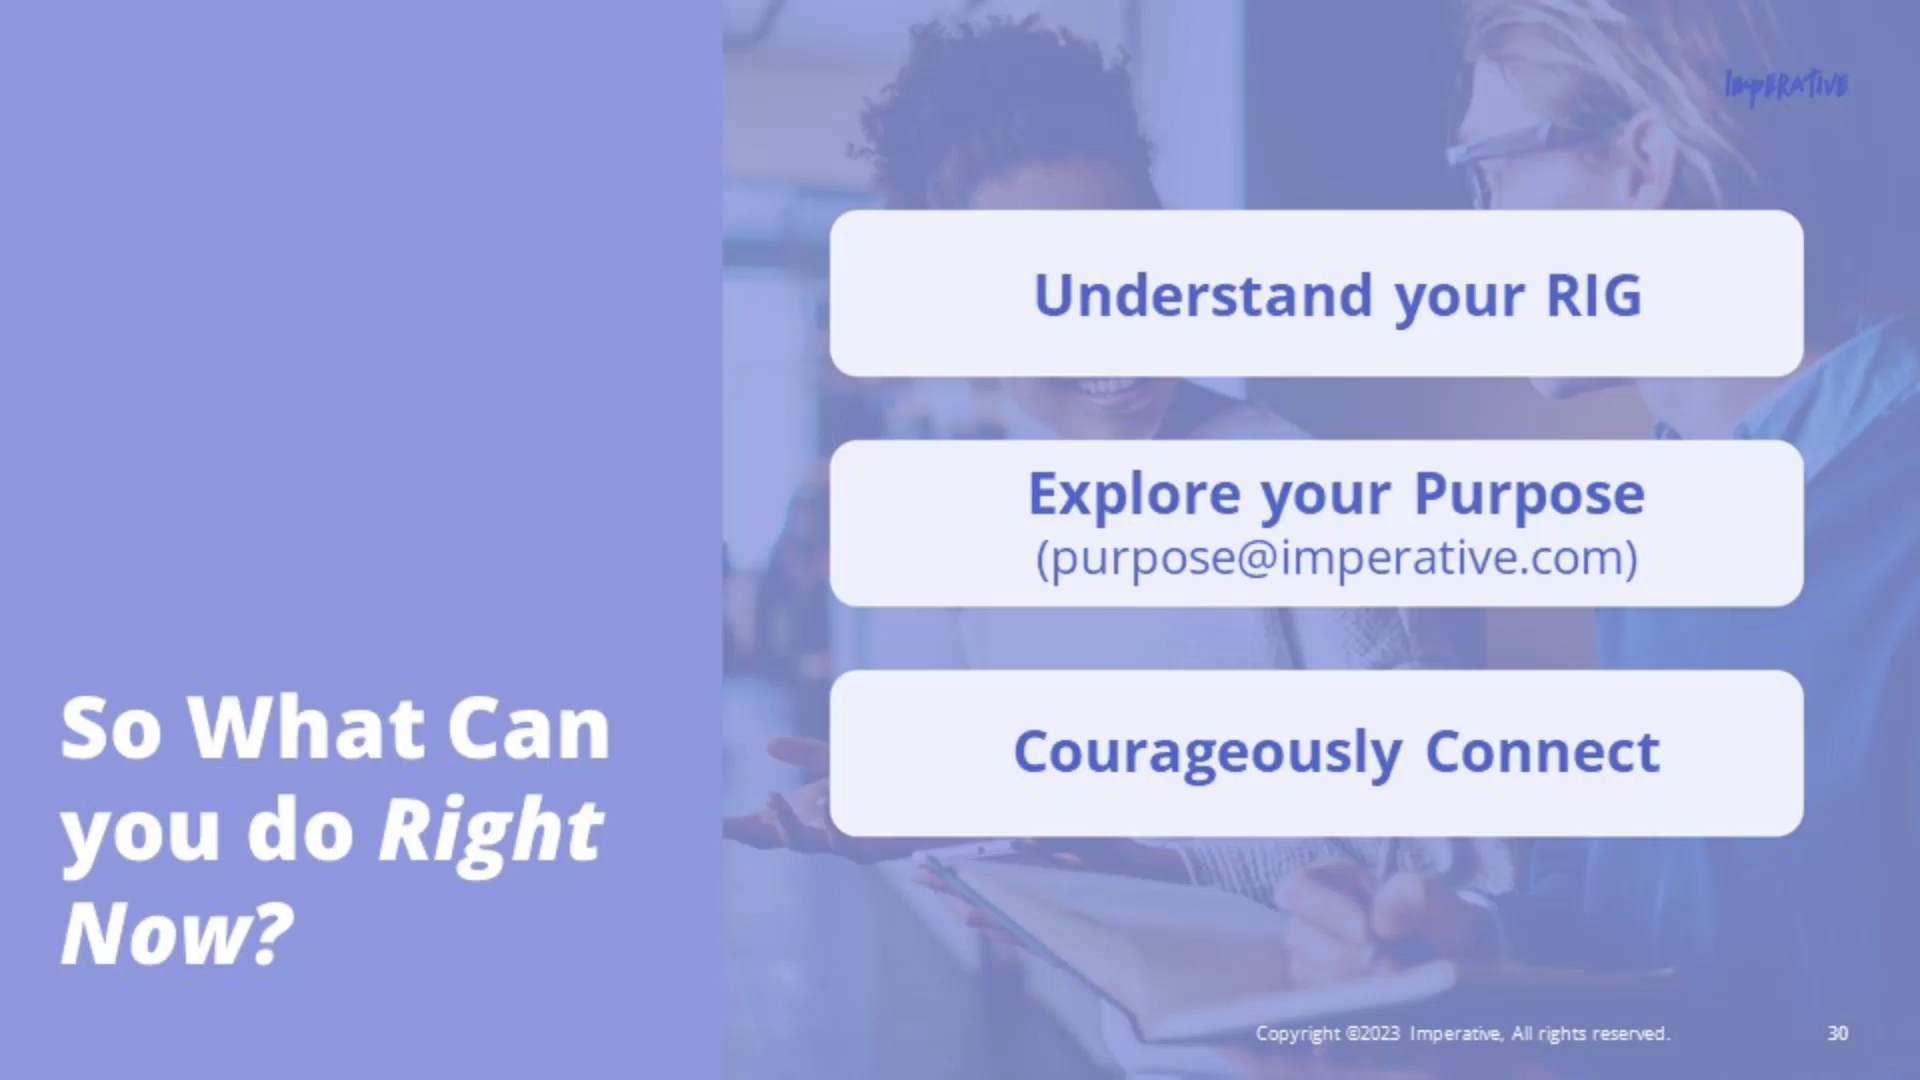 IMPERATIVE
So What Can
you do Right
Now?
Understand your RIG
Explore your Purpose
(purpose@imperative.com)
Courageously Connect
Copyright ©2023 Imperative, All rights reserved.
30